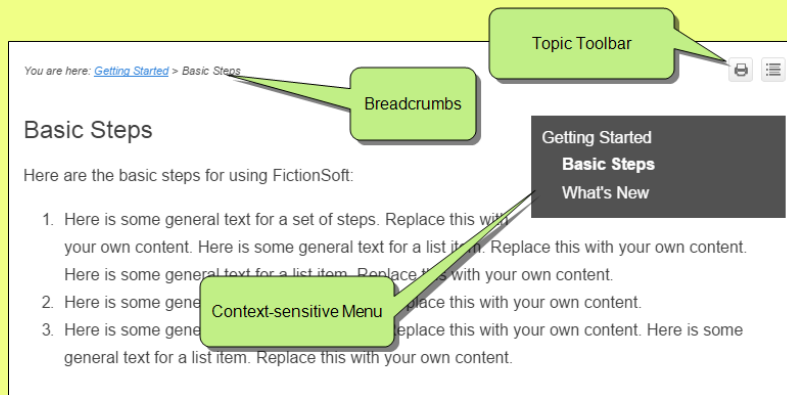 Topic Toolbar
You are here: Getting Started > Basic Steps
Breadcrumbs
Basic Steps
Getting Started
Basic Steps
What's New
Here are the basic steps for using FictionSoft:
1. Here is some general text for a set of steps. Replace this with
your own content. Here is some general text for a list item. Replace this with your own content.
Here is some general text for a list item. Replace this with your own content.
2. Here is some gene place this with your own content.
Context-sensitive Menu
3. Here is some gene eplace this with your own content. Here is some
general text for a list item. Replace this with your own content.